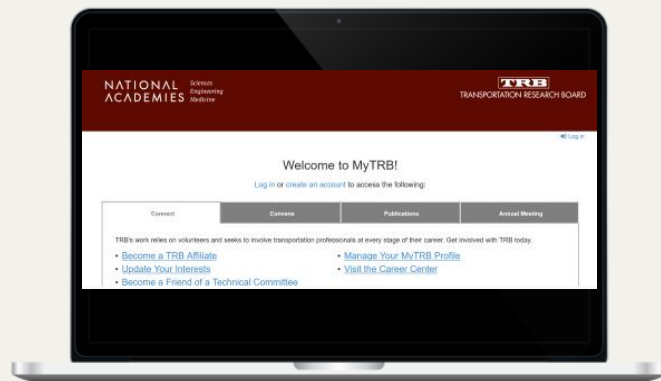 NATIONAL ACADEMIES
Sciences
Engineering
Medicine
TRB
TRANSPORTATION RESEARCH BOARD
Log in
Welcome to MyTRB!
Log in or create an account to access the following:
Connect
Convene
Publications
Annual Meeting
TRB's work relies on volunteers and seeks to involve transportation professionals at every stage of their career. Get involved with TRB today.
• Become a TRB Affiliate
• Manage Your MyTRB Profile
• Update Your Interests
• Visit the Career Center
• Become a Friend of a Technical Committee